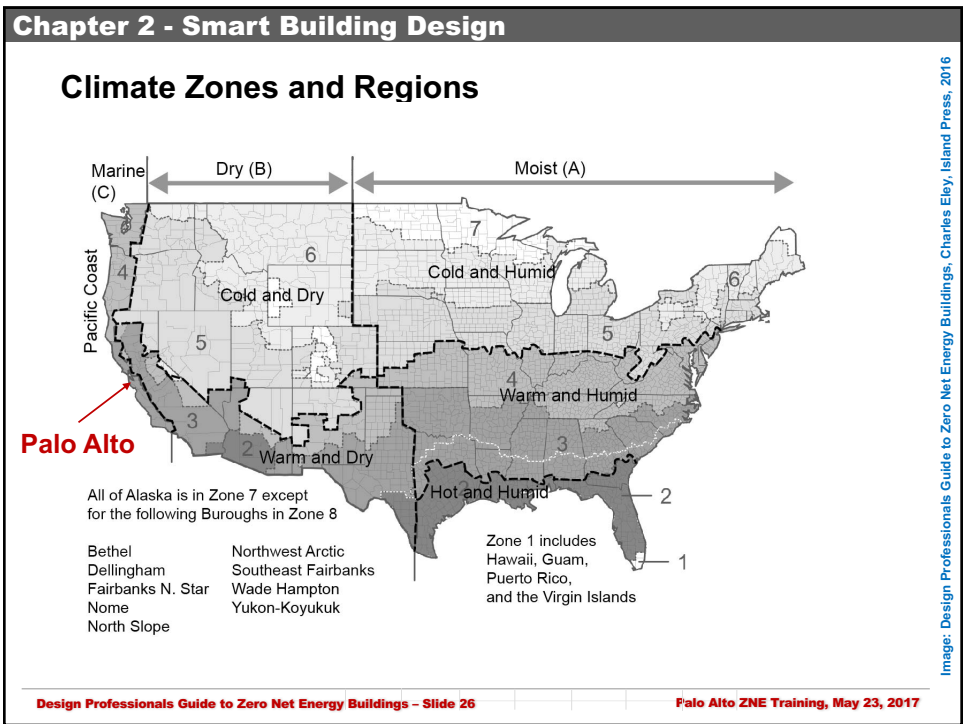 Chapter 2 - Smart Building Design
Climate Zones and Regions
Image: Design Professionals Guide to Zero Net Energy Buildings, Charles Eley, Island Press, 2016
Marine
(C)
Dry (B)
Moist (A)
Pacific Coast
4
6
Cold and Dry
5
7
Cold and Humid
6
5
4
Warm and Humid
3
3
2
Warm and Dry
2
Hot and Humid
2
1
Palo Alto
All of Alaska is in Zone 7 except
for the following Buroughs in Zone 8
Bethel
Dellingham
Fairbanks N. Star
Nome
North Slope
Northwest Arctic
Southeast Fairbanks
Wade Hampton
Yukon-Koyukuk
Zone 1 includes
Hawaii, Guam,
Puerto Rico,
and the Virgin Islands
Design Professionals Guide to Zero Net Energy Buildings – Slide 26
Palo Alto ZNE Training, May 23, 2017